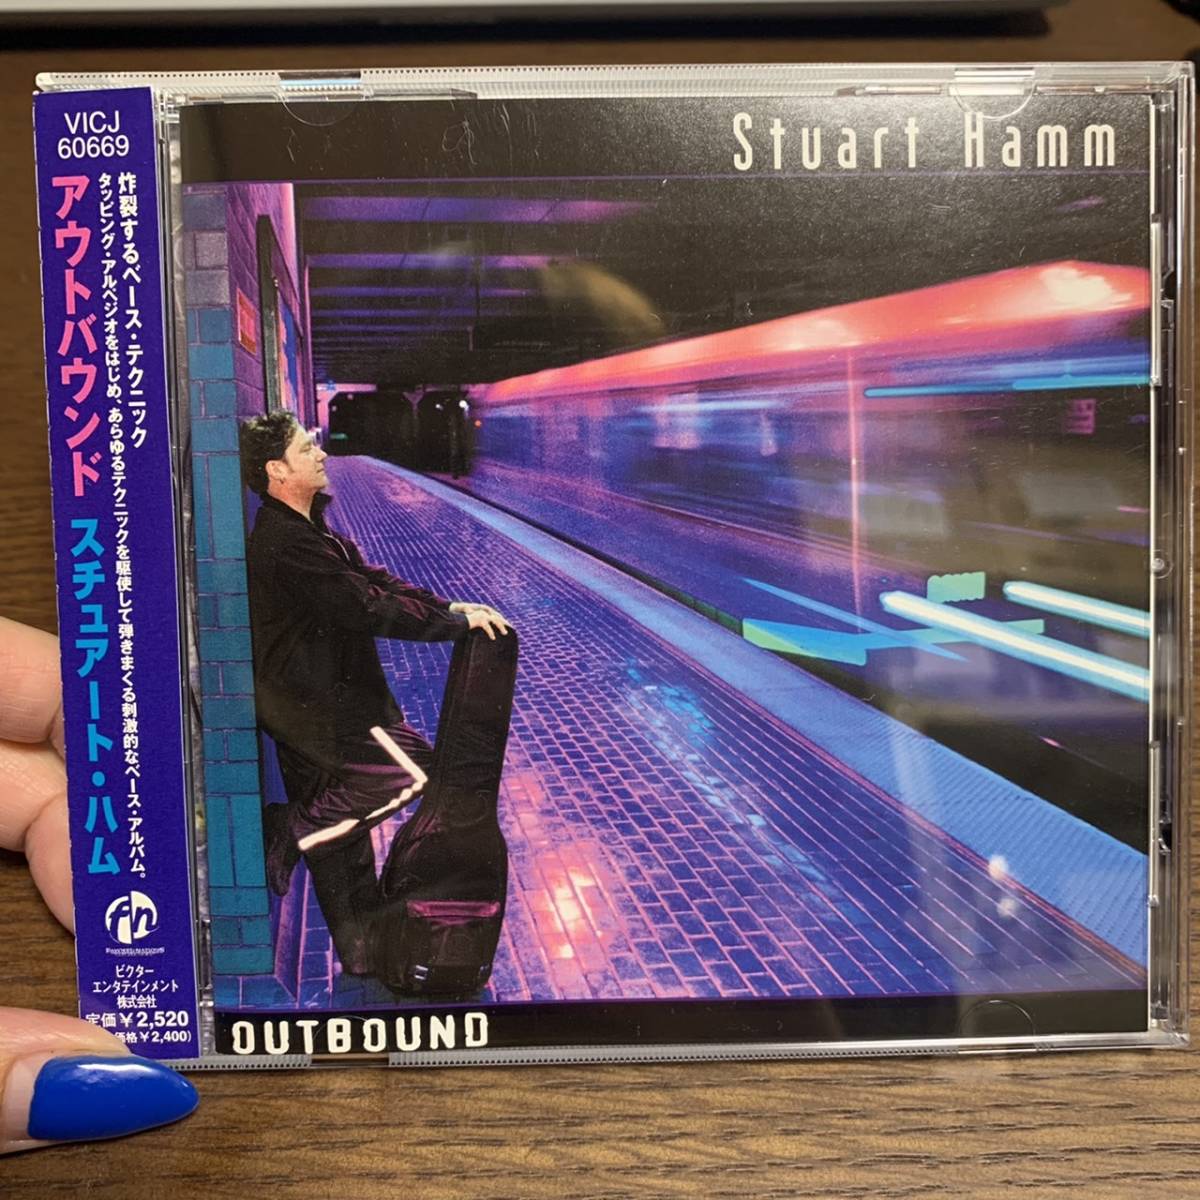 VICJ
60669
アウトバウンド スチュアート・ハム
炸裂するベース・テクニック
タッピング・アルペジオをはじめ、あらゆるテクニックを駆使して弾きまくる刺激的なベース・アルバム。
fn
ビクター
エンタテインメント
株式会社
定価￥2,520
価格￥2,400)
Stuart Hamm
OUTBOUND